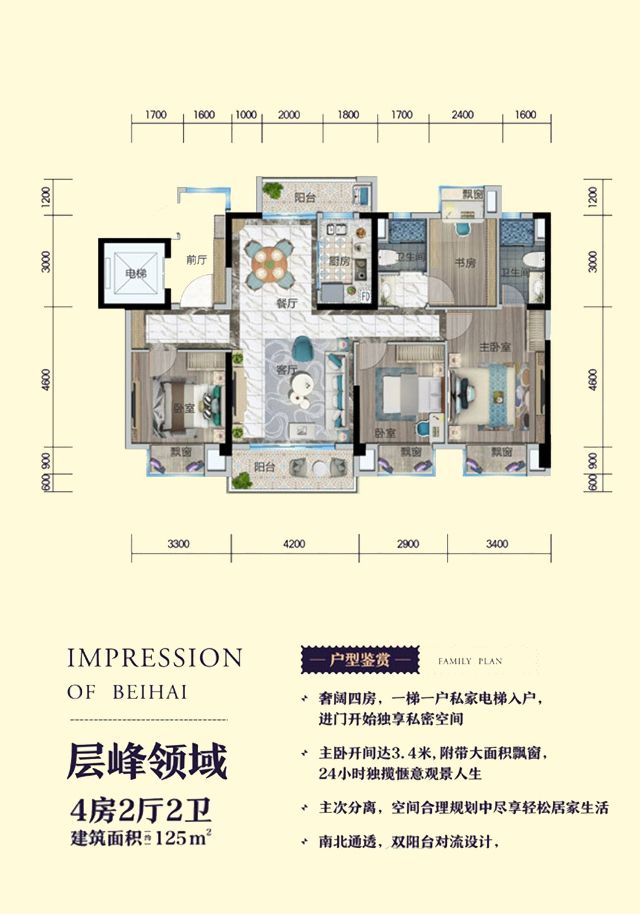 1700 1600 1000 2000 1800 1700 2400 1600
1200
3000
4600
900
600
1200
3000
4600
900
600
阳台
飘窗
电梯
前厅
厨房
卫生间
书房
卫生间
餐厅
FD
客厅
主卧室
卧室
卧室
飘窗
阳台
飘窗
飘窗
3300 4200 2900 3400
IMPRESSION
OF BEIHAI
层峰领域
4房2厅2卫
建筑面积约125m²
户型鉴赏 FAMILY PLAN
奢阔四房，一梯一户私家电梯入户，
进门开始独享私密空间
主卧开间达3.4米,附带大面积飘窗，
24小时独揽惬意观景人生
主次分离，空间合理规划中尽享轻松居家生活
南北通透，双阳台对流设计，